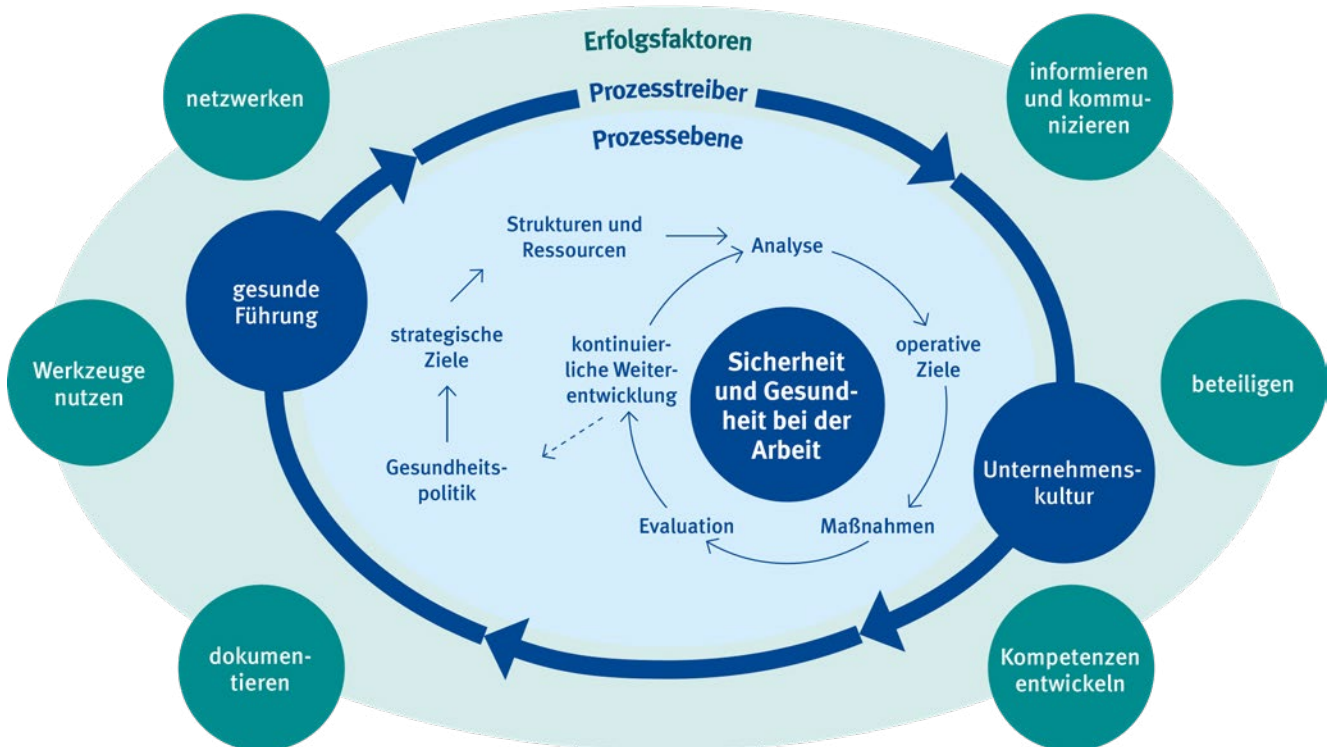 Erfolgsfaktoren
Prozesstreiber
Prozessebene
netzwerken
informieren
und kommu-
nizieren
gesunde
Führung
Strukturen und
Ressourcen
Analyse
strategische
Ziele
kontinuier-
liche Weiter-
entwicklung
Sicherheit
und Gesund-
heit bei der
Arbeit
operative
Ziele
Werkzeuge
nutzen
beteiligen
Gesundheits-
politik
Unternehmens-
kultur
Evaluation
Maßnahmen
dokumen-
tieren
Kompetenzen
entwickeln